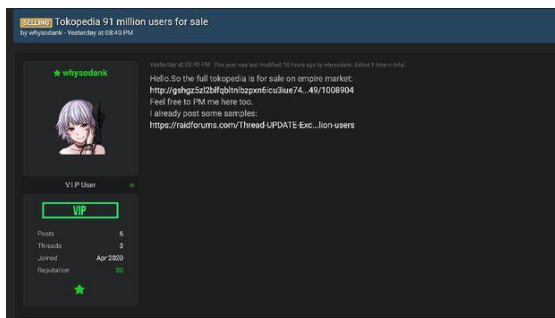 SELLING Tokopedia 91 million users for sale
by whysodank - Yesterday at 08:40 PM
Yesterday at 08:40 PM This post was last modified: 10 hours ago by whysodank. Edited 1 time in total.
whysodank
Hello.So the full tokopedia is for sale on empire market:
Feel free to PM me here too.
I already post some samples:
https://raidforums.com/Thread-UPDATE-Exc...lion-users
V.I.P User
VIP
Posts 6
Threads 3
Joined Apr 2020
Reputation 20